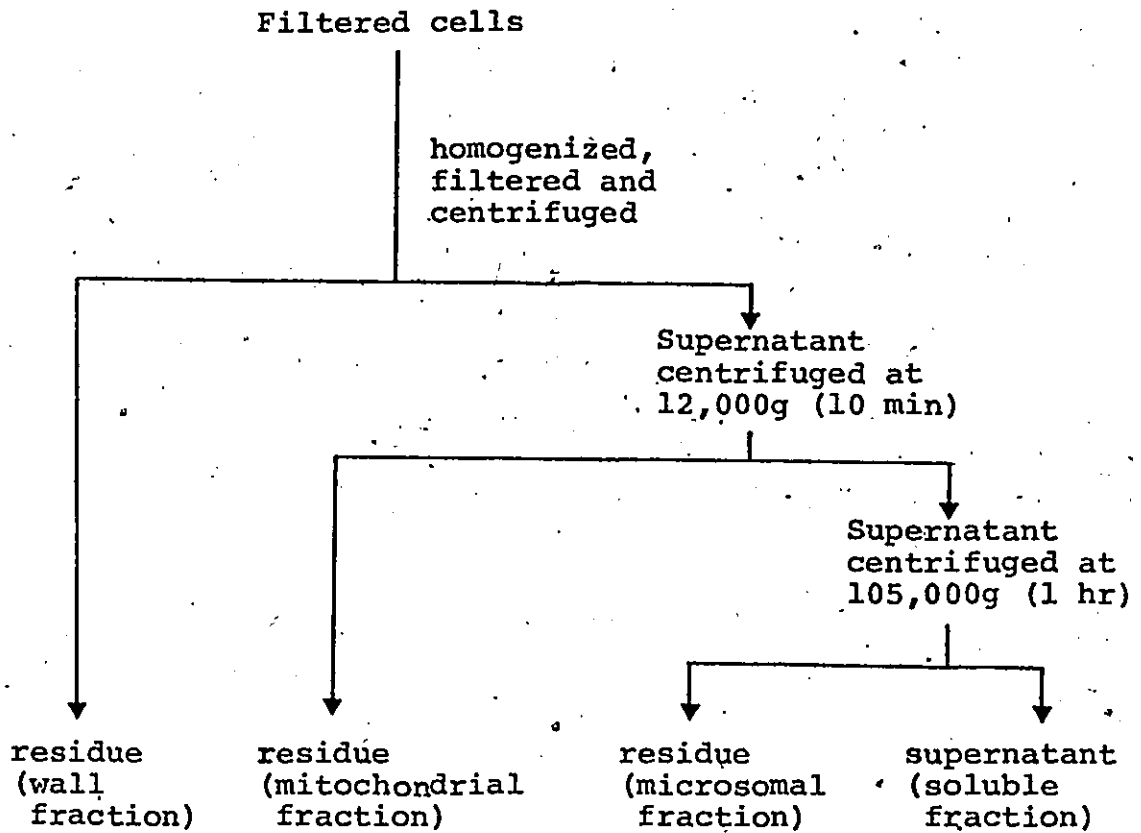 Filtered cells
homogenized,
filtered and
centrifuged
Supernatant
centrifuged at
12,000g (10 min)
Supernatant
centrifuged at
105,000g (1 hr)
residue
(wall
fraction)
residue
(mitochondrial
fraction)
residue
(microsomal
fraction)
supernatant
(soluble
fraction)